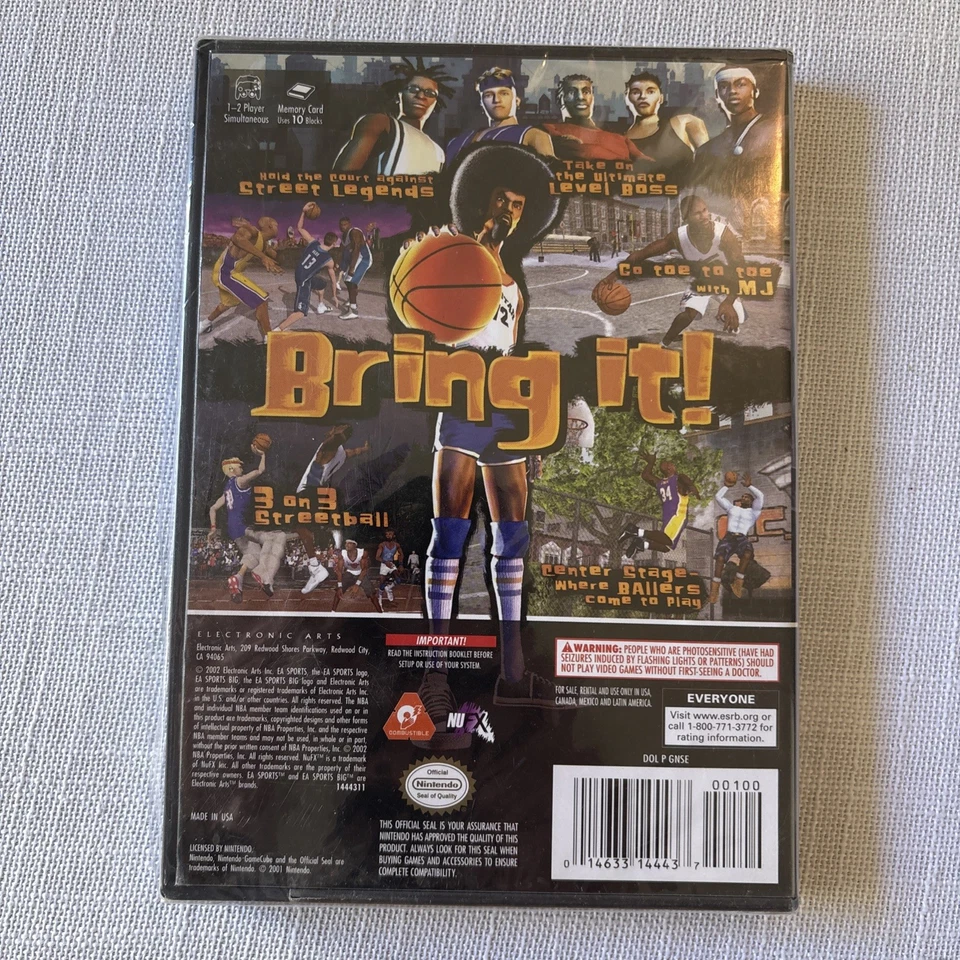 1–2 Player
Simultaneous
Memory Card
Uses 10 Blocks
Hold the Court against
Street Legends
Take on
the Ultimate
Level Boss
Go toe to toe
with MJ
Bring it!
3 on 3
Streetball
Center Stage–
Where BAllers
come to play
ELECTRONIC ARTS
Electronic Arts, 209 Redwood Shores Parkway, Redwood City,
CA 94065
© 2002 Electronic Arts Inc. EA SPORTS, the EA SPORTS logo,
EA SPORTS BIG, the EA SPORTS BIG logo and Electronic Arts
are trademarks or registered trademarks of Electronic Arts Inc.
in the U.S. and/or other countries. All rights reserved. The NBA
and individual NBA member team identifications used on or in
this product are trademarks, copyrighted designs and other forms
of intellectual property of NBA Properties, Inc. and the respective
NBA member teams and may not be used, in whole or in part,
without the prior written consent of NBA Properties, Inc. © 2002
NBA Properties, Inc. All rights reserved. NuFX™ is a trademark
of NuFX Inc. All other trademarks are the property of their
respective owners. EA SPORTS™ and EA SPORTS BIG™ are
Electronic Arts™ brands.
1444311
MADE IN USA
LICENSED BY NINTENDO.
Nintendo, Nintendo GameCube and the Official Seal are
trademarks of Nintendo. © 2001 Nintendo.
IMPORTANT!
READ THE INSTRUCTION BOOKLET BEFORE
SETUP OR USE OF YOUR SYSTEM.
COMBUSTIBLE
NUFX
Official
Nintendo
Seal of Quality
THIS OFFICIAL SEAL IS YOUR ASSURANCE THAT
NINTENDO HAS APPROVED THE QUALITY OF THIS
PRODUCT. ALWAYS LOOK FOR THIS SEAL WHEN
BUYING GAMES AND ACCESSORIES TO ENSURE
COMPLETE COMPATIBILITY.
WARNING: PEOPLE WHO ARE PHOTOSENSITIVE (HAVE HAD
SEIZURES INDUCED BY FLASHING LIGHTS OR PATTERNS) SHOULD
NOT PLAY VIDEO GAMES WITHOUT FIRST SEEING A DOCTOR.
FOR SALE, RENTAL AND USE ONLY IN USA,
CANADA, MEXICO AND LATIN AMERICA.
EVERYONE
Visit www.esrb.org or
call 1-800-771-3772 for
rating information.
DOL P GNSE
00100
0 14633 14443 7
34